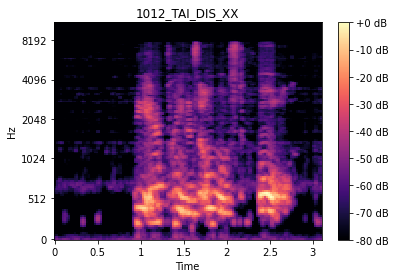 1012_TAI_DIS_XX
+0 dB
8192
-10 dB
4096
-20 dB
-30 dB
2048
Hz
-40 dB
1024
-50 dB
512
-60 dB
-70 dB
0
-80 dB
0 0.5 1 1.5 2 2.5 3
Time